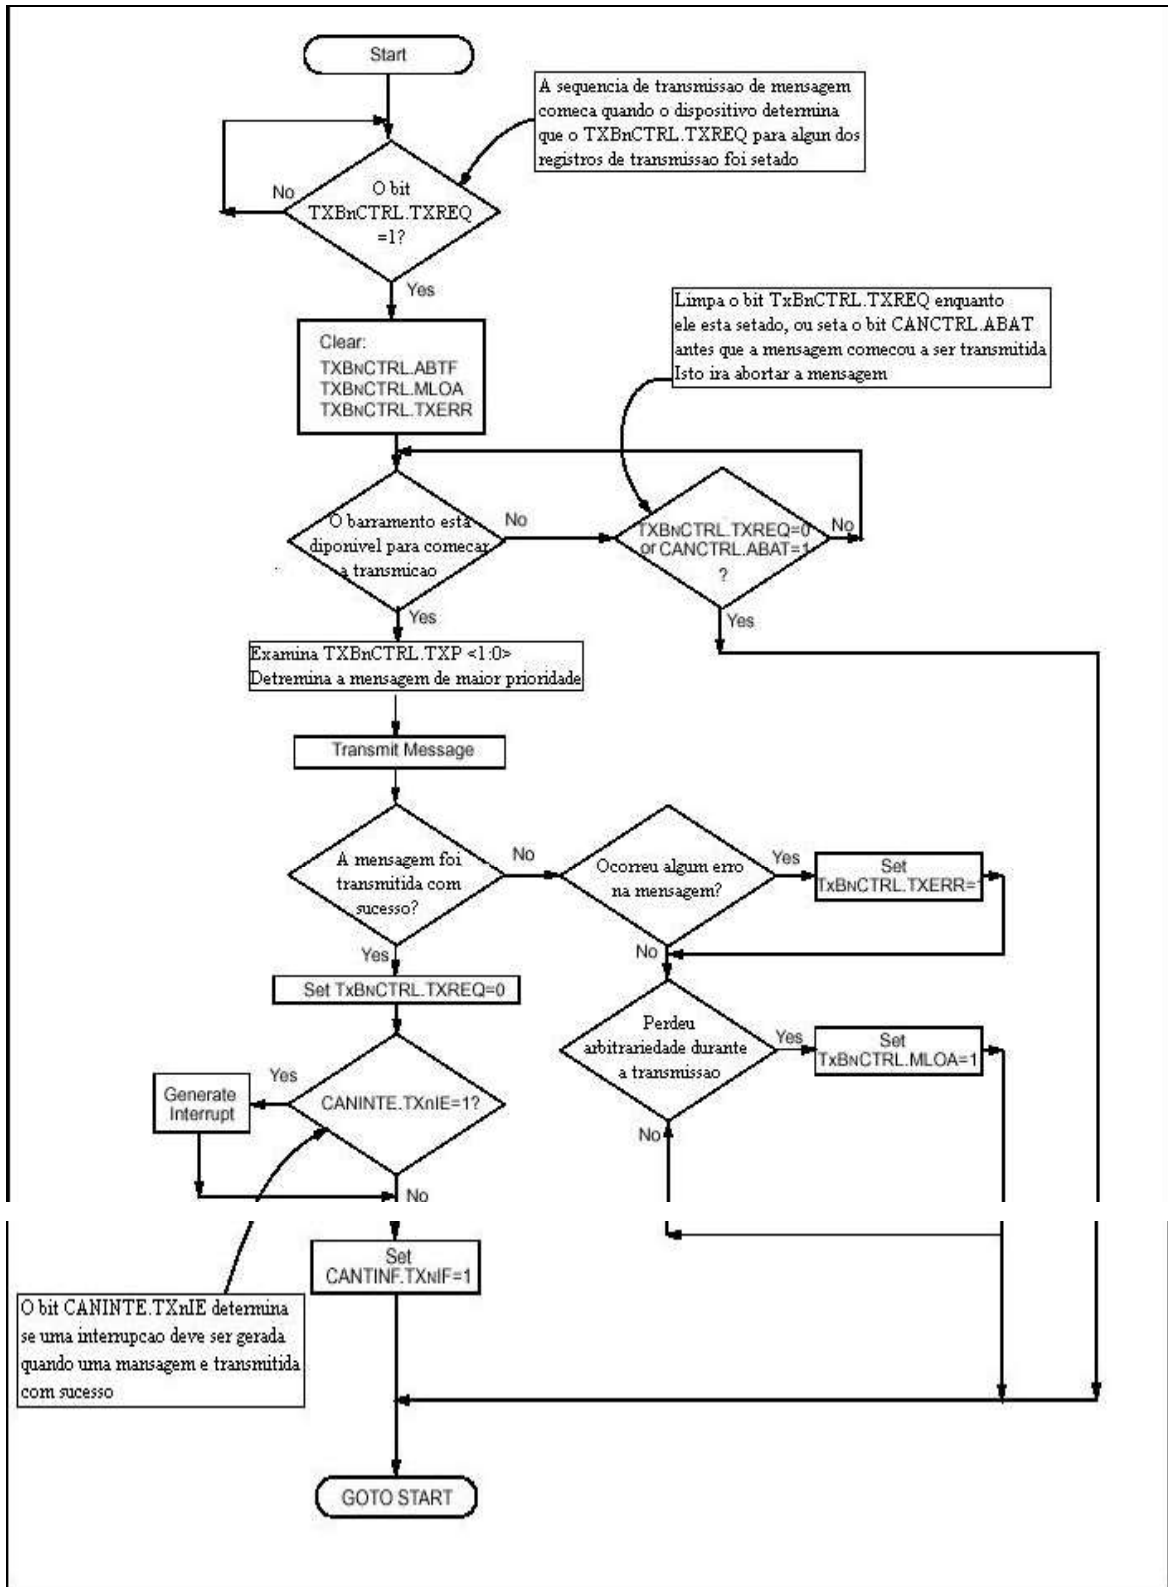 Start
A sequencia de transmissao de mensagem
comeca quando o dispositivo determina
que o TXBnCTRL.TXREQ para algun dos
registros de transmissao foi setado
No
O bit
TXBnCTRL.TXREQ
=1?
Yes
Limpa o bit TxBnCTRL.TXREQ enquanto
ele esta setado, ou seta o bit CANCTRL.ABAT
antes que a mensagem comecou a ser transmitida
Isto ira abortar a mensagem
Clear:
TXBNCTRL.ABTF
TXBNCTRL.MLOA
TXBNCTRL.TXERR
O barramento está
diponivel para comecar
a transmicao
No
TXBNCTRL.TXREQ=0
or CANCTRL.ABAT=1
?
No
Yes
Yes
Examina TXBnCTRL.TXP <1:0>
Detremina a mensagem de maior prioridade
Transmit Message
A mensagem foi
transmitida com
sucesso?
No
Ocorreu algum erro
na mensagem?
Yes
Set
TxBNCTRL.TXERR=1
Yes
No
Set TxBNCTRL.TXREQ=0
Perdeu
arbitrariedade durante
a transmissao
Yes
Set
TxBNCTRL.MLOA=1
Generate
Interrupt
Yes
CANINTE.TXnIE=1?
No
No
Set
CANTINF.TXNIF=1
O bit CANINTE.TXnIE determina
se uma interrupcao deve ser gerada
quando uma mansagem e transmitida
com sucesso
GOTO START